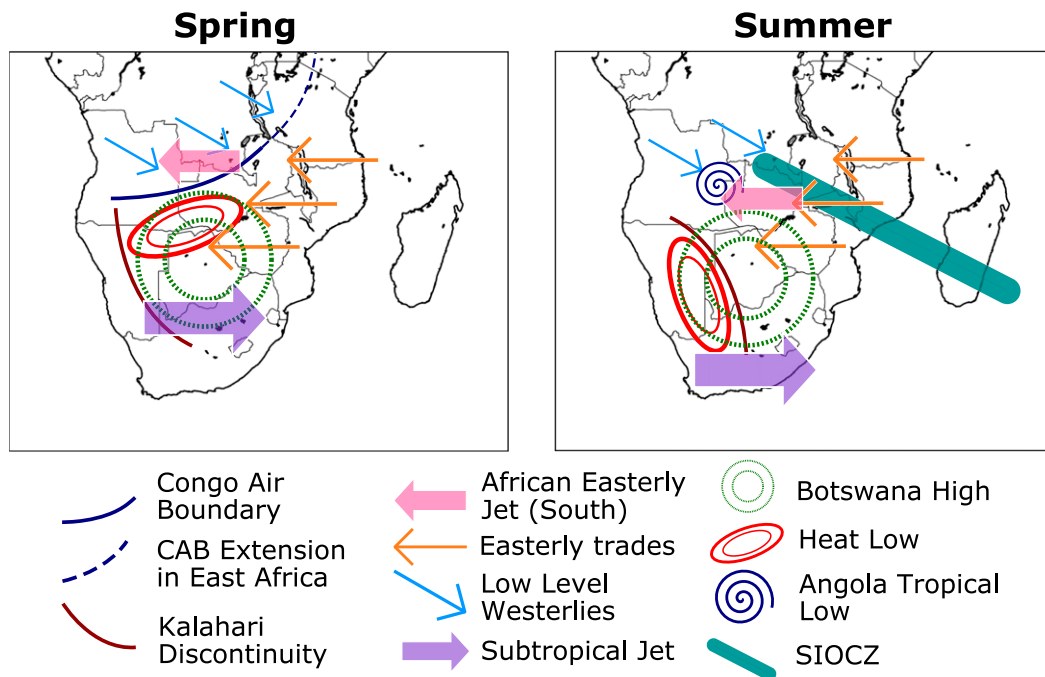 Spring
Summer
Congo Air
Boundary
CAB Extension
in East Africa
Kalahari
Discontinuity
African Easterly
Jet (South)
Easterly trades
Low Level
Westerlies
Subtropical Jet
Botswana High
Heat Low
Angola Tropical
Low
SIOCZ